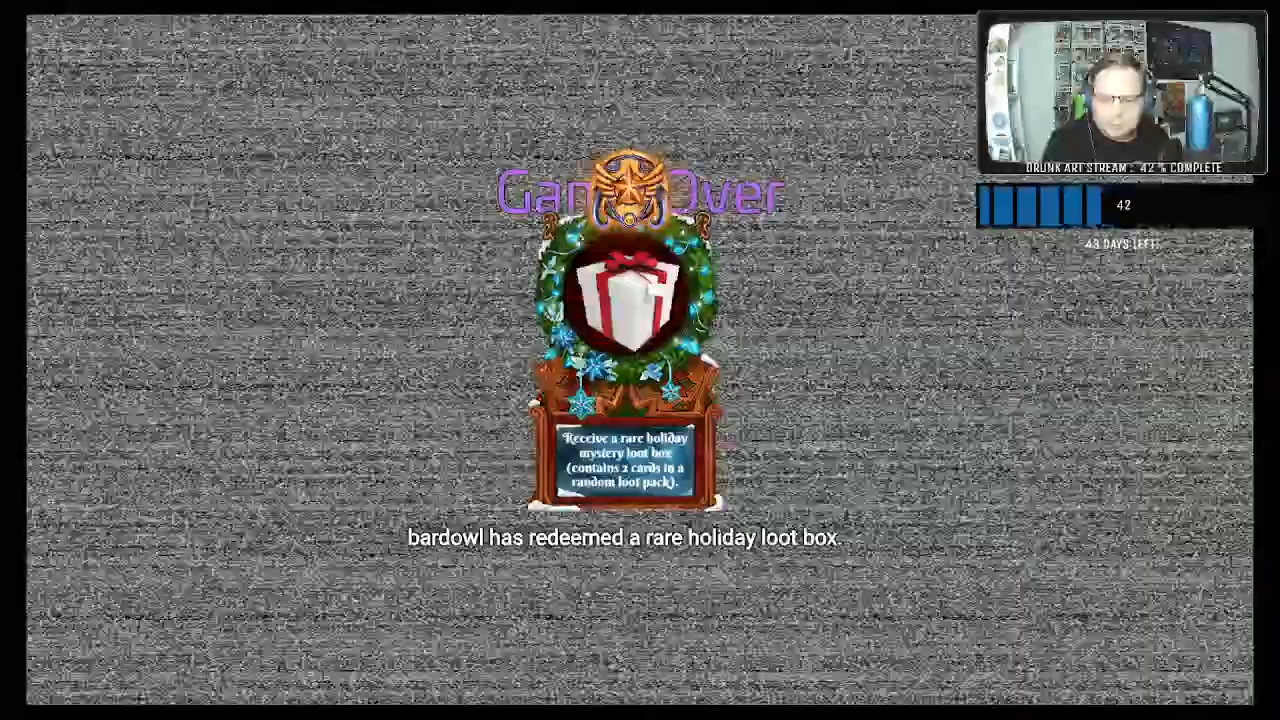 DRUNK ART STREAM : 42 % COMPLETE
42
43 DAYS LEFT!
Game Over
Receive a rare holiday
mystery loot box
(contains 2 cards in a
random loot pack).
bardowl has redeemed a rare holiday loot box.